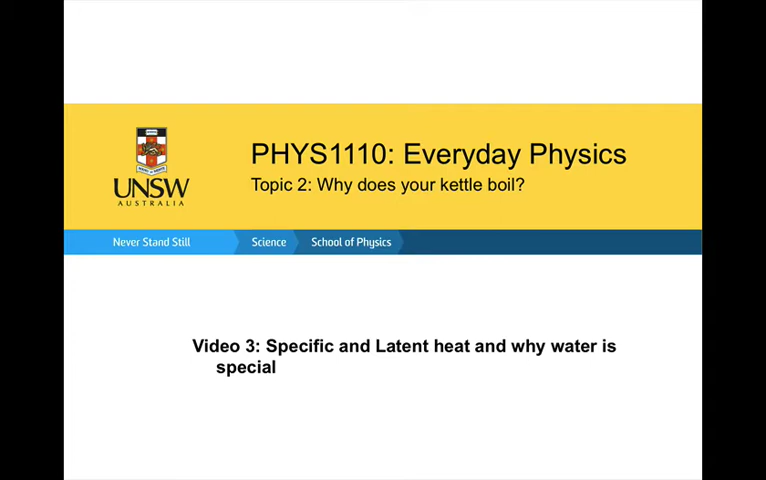 PHYS1110: Everyday Physics
Topic 2: Why does your kettle boil?
UNSW
AUSTRALIA
Never Stand Still
Science
School of Physics
Video 3: Specific and Latent heat and why water is
special